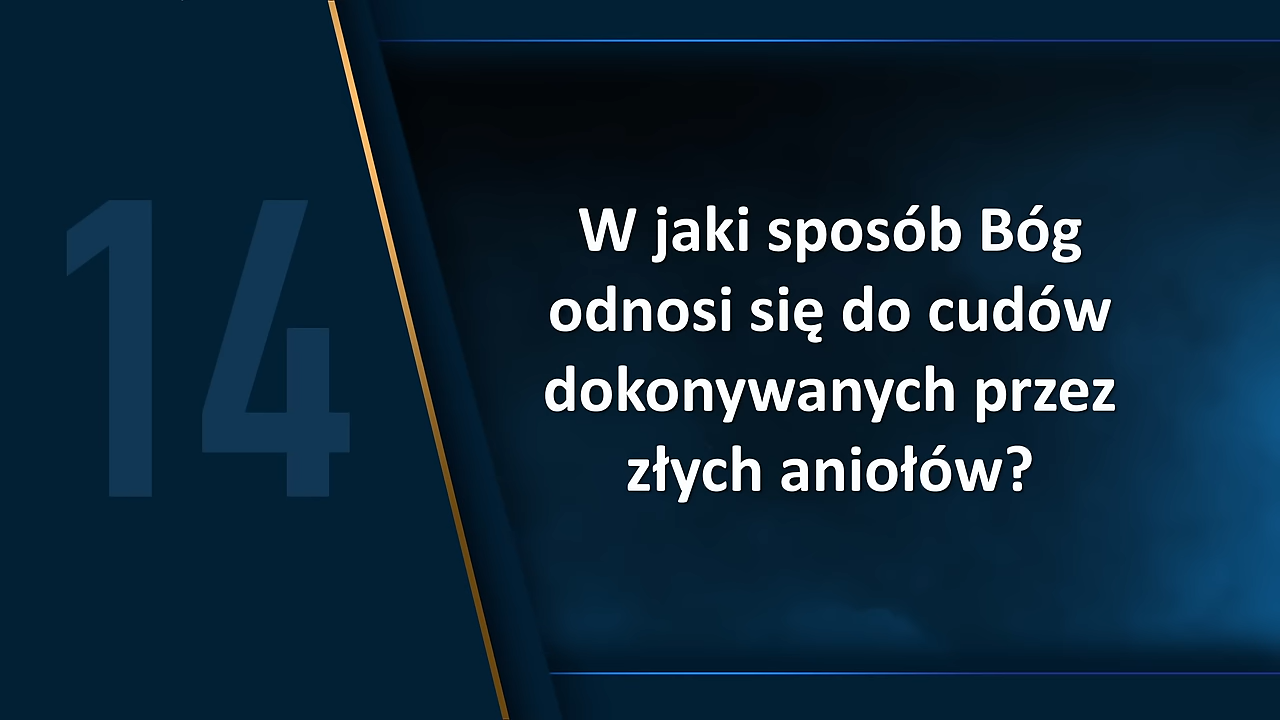 14
W jaki sposób Bóg
odnosi się do cudów
dokonywanych przez
złych aniołów?